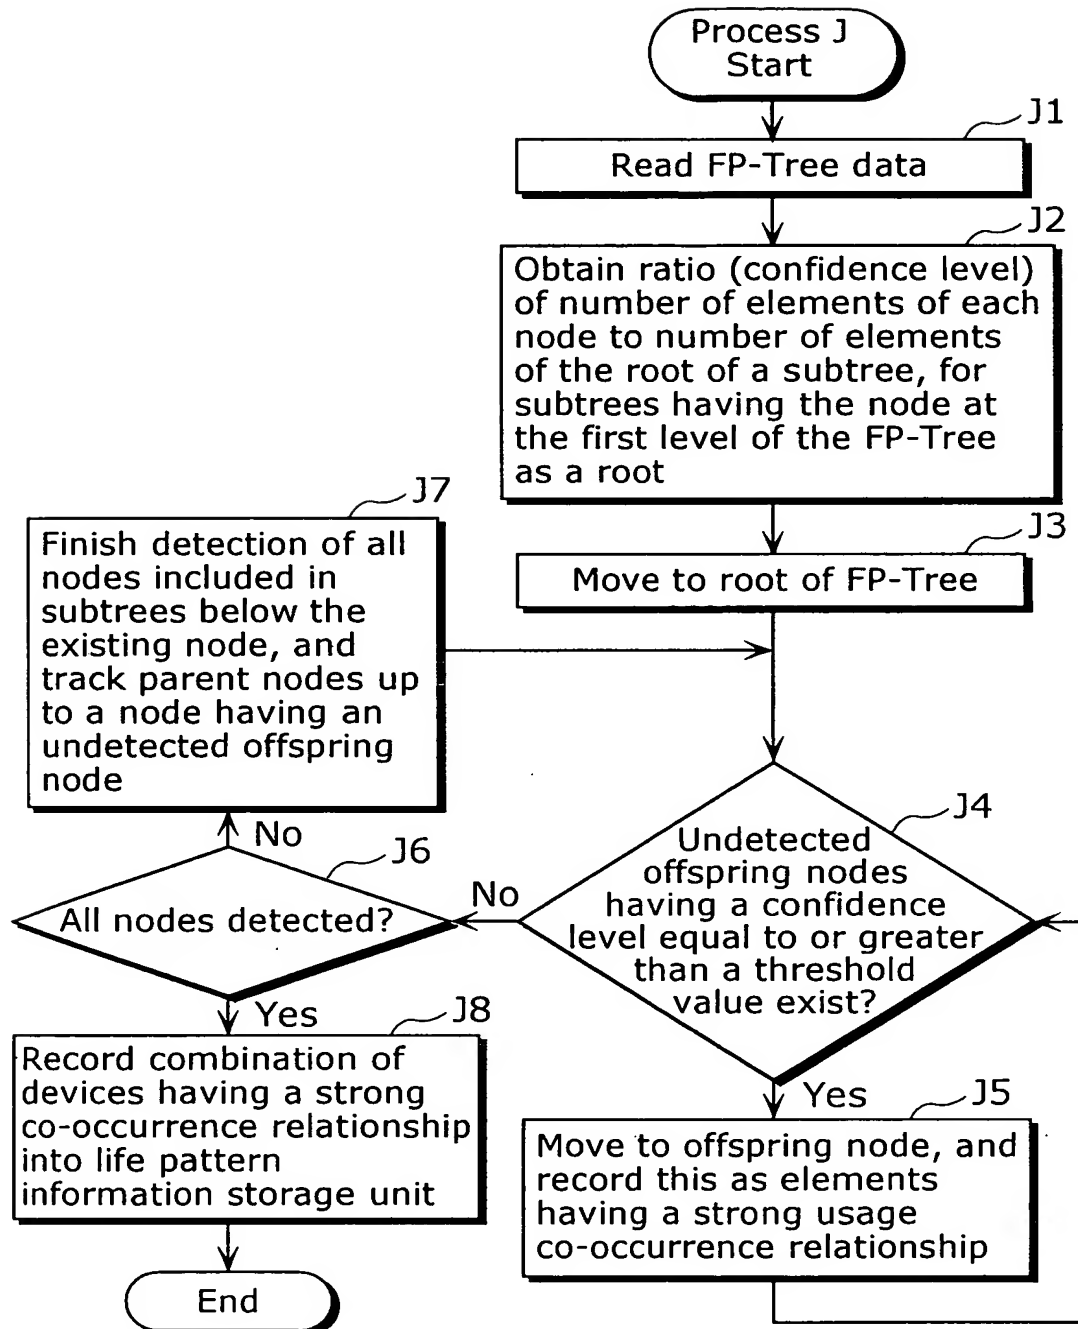 Process J
Start
J1
Read FP-Tree data
J2
Obtain ratio (confidence level)
of number of elements of each
node to number of elements
of the root of a subtree, for
subtrees having the node at
the first level of the FP-Tree
as a root
J3
Move to root of FP-Tree
J7
Finish detection of all
nodes included in
subtrees below the
existing node, and
track parent nodes up
to a node having an
undetected offspring
node
J4
Undetected
offspring nodes
having a confidence
level equal to or greater
than a threshold
value exist?
No
J6
No
All nodes detected?
Yes
J8
Record combination of
devices having a strong
co-occurrence relationship
into life pattern
information storage unit
Yes
J5
Move to offspring node, and
record this as elements
having a strong usage
co-occurrence relationship
End